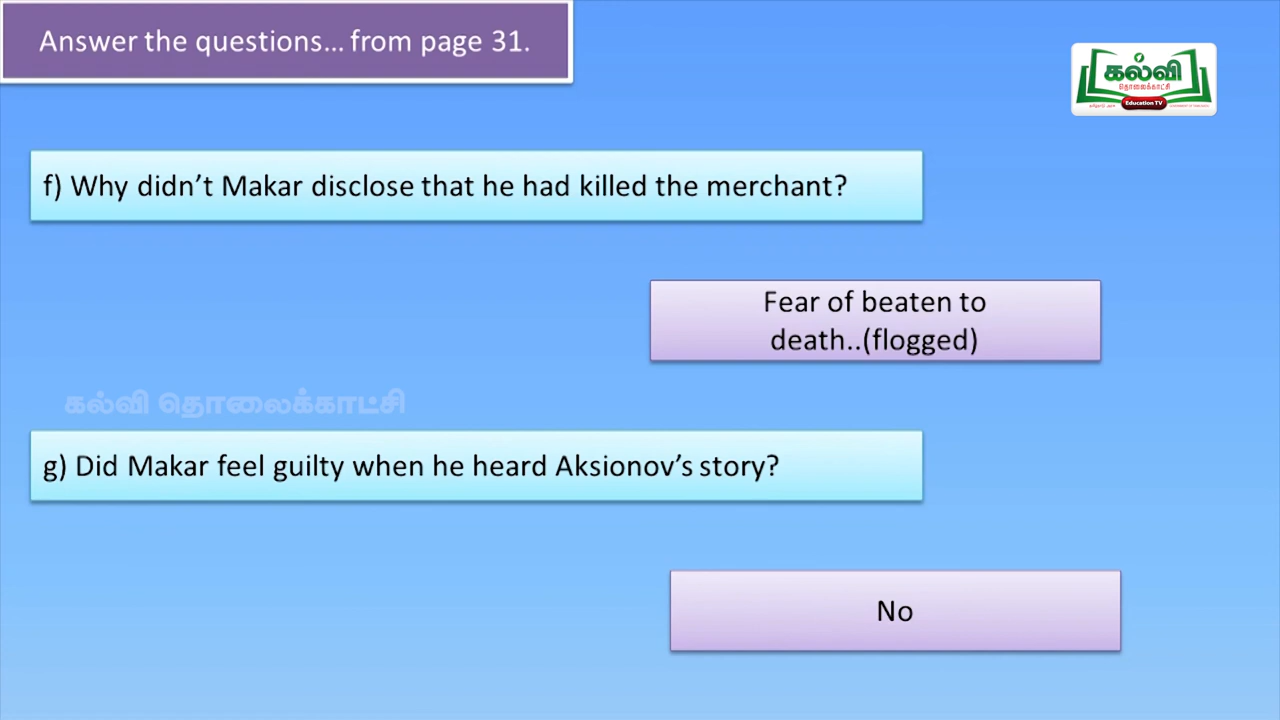 Answer the questions... from page 31.
கல்வி
தொலைக்காட்சி
Education TV
f) Why didn't Makar disclose that he had killed the merchant?
Fear of beaten to
death..(flogged)
கல்வி தொலைக்காட்சி
g) Did Makar feel guilty when he heard Aksionov's story?
No